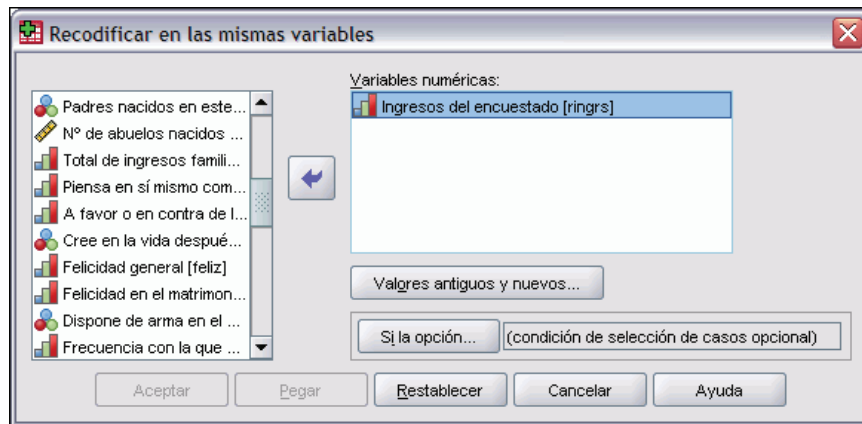 Recodificar en las mismas variables
Padres nacidos en este...
Nº de abuelos nacidos ...
Total de ingresos famili...
Piensa en sí mismo com...
A favor o en contra de l...
Cree en la vida despué...
Felicidad general [feliz]
Felicidad en el matrimon...
Dispone de arma en el ...
Frecuencia con la que ...
Variables numéricas:
Ingresos del encuestado [ringrs]
Valores antiguos y nuevos...
Si la opción... (condición de selección de casos opcional)
Aceptar Pegar Restablecer Cancelar Ayuda